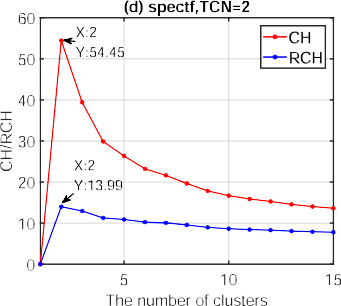 (d) spectf,TCN=2
60
50
40
30
20
10
0
CH/RCH
X:2
Y:54.45
X:2
Y:13.99
CH
RCH
5
10
15
The number of clusters